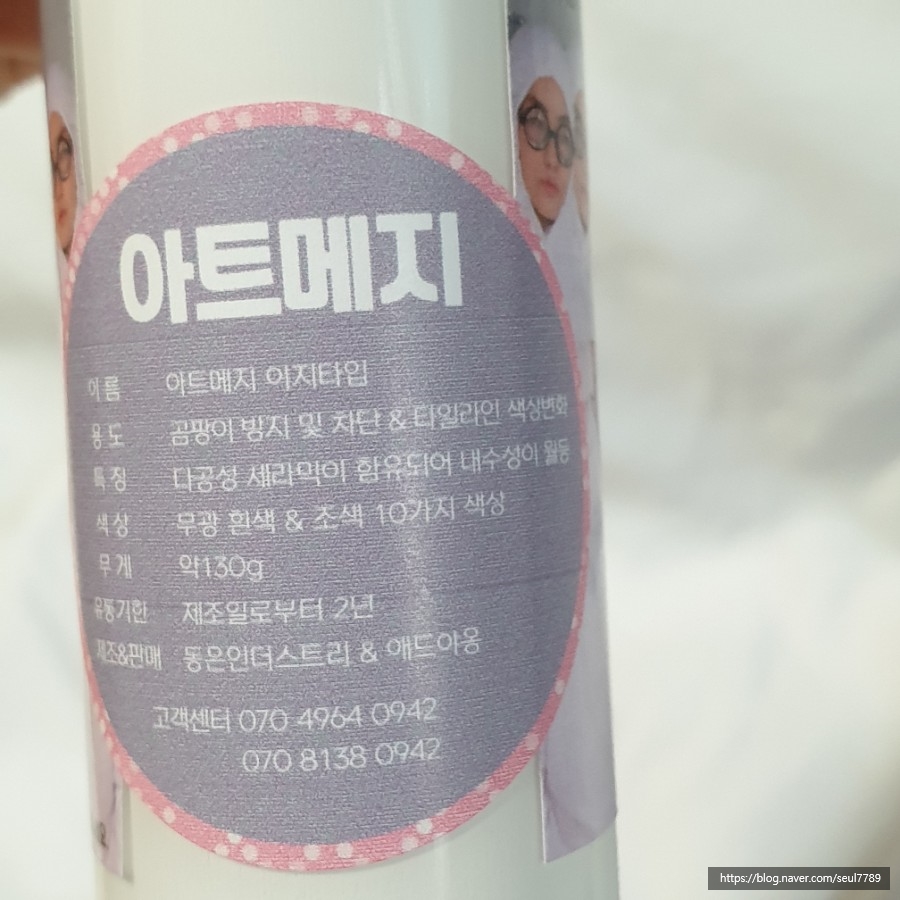 아트메지
이름 아트메지 이지타입
용도 곰팡이 방지 및 차단 & 타일라인 색상변화
특징 다공성 세라믹이 함유되어 내수성이 월등
색상 무광 흰색 & 조색 10가지 색상
무게 약130g
유통기한 제조일로부터 2년
제조&판매 동은인더스트리 & 애드아웅
고객센터 070 4964 0942
070 8138 0942
https://blog.naver.com/seul7789